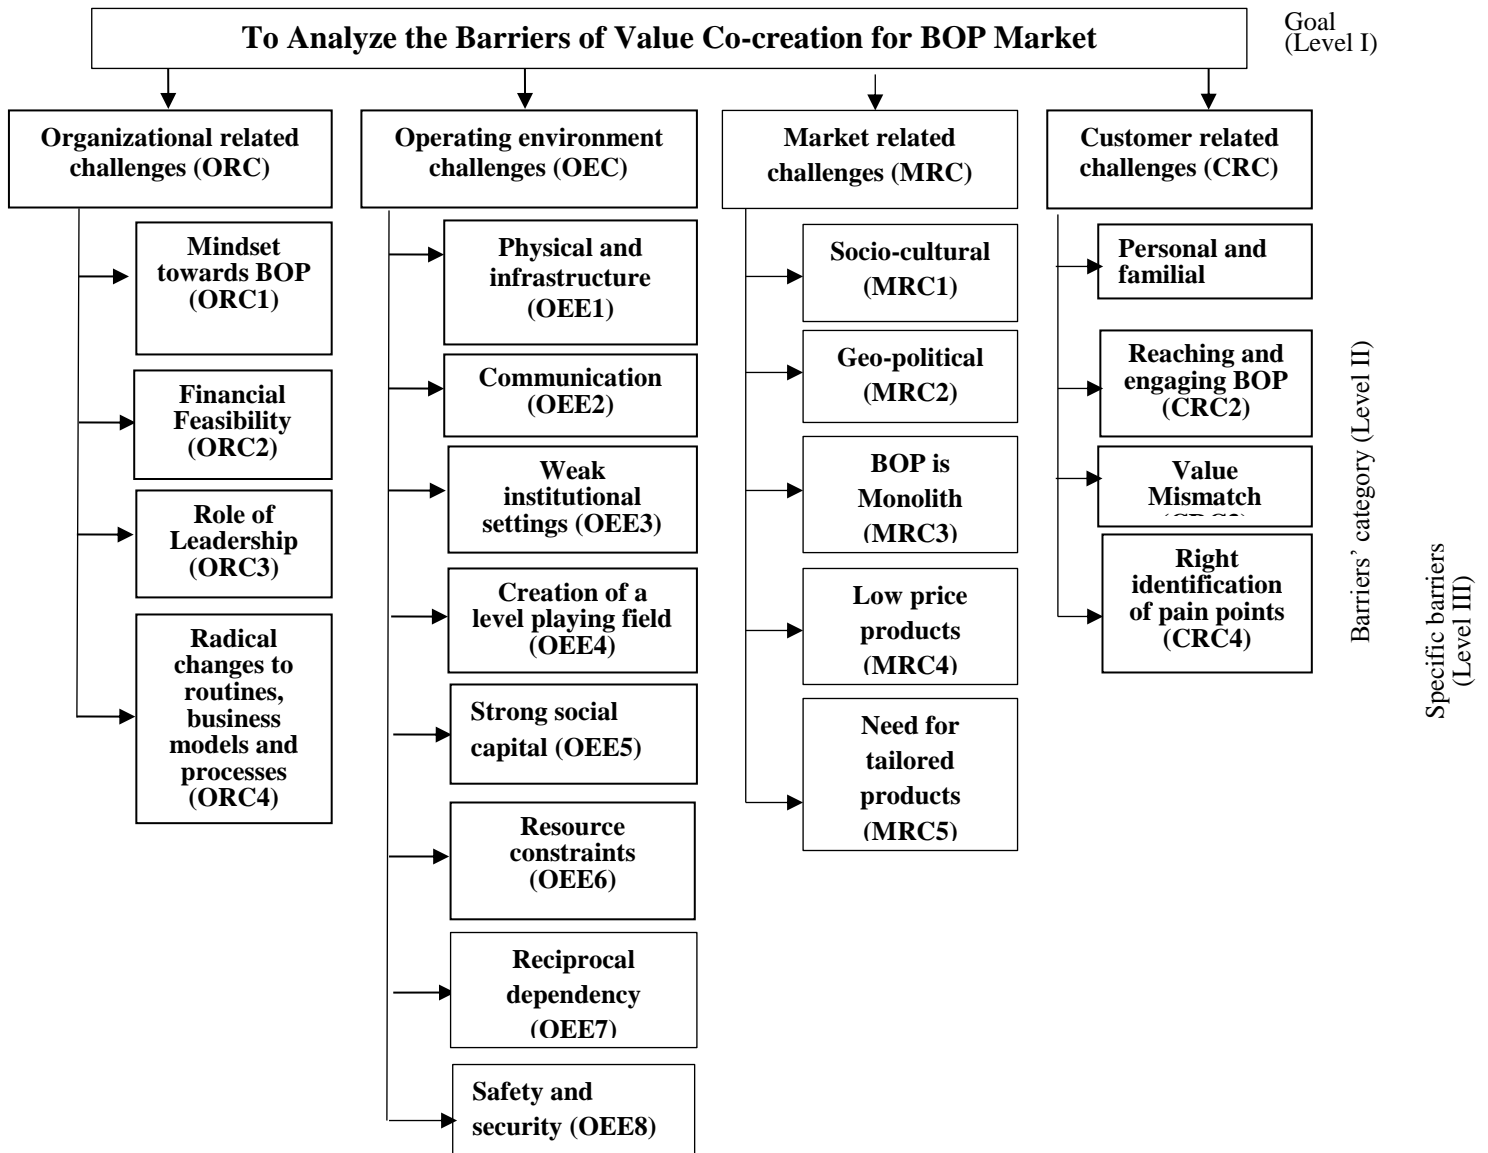 To Analyze the Barriers of Value Co-creation for BOP Market
Goal
(Level I)
Organizational related
challenges (ORC)
Operating environment
challenges (OEC)
Market related
challenges (MRC)
Customer related
challenges (CRC)
Mindset
towards BOP
(ORC1)
Financial
Feasibility
(ORC2)
Role of
Leadership
(ORC3)
Radical
changes to
routines,
business
models and
processes
(ORC4)
Physical and
infrastructure
(OEE1)
Communication
(OEE2)
Weak
institutional
settings (OEE3)
Creation of a
level playing field
(OEE4)
Strong social
capital (OEE5)
Resource
constraints
(OEE6)
Reciprocal
dependency
(OEE7)
Safety and
security (OEE8)
Socio-cultural
(MRC1)
Geo-political
(MRC2)
BOP is
Monolith
(MRC3)
Low price
products
(MRC4)
Need for
tailored
products
(MRC5)
Personal and
familial
Reaching and
engaging BOP
(CRC2)
Value
Mismatch
Right
identification
of pain points
(CRC4)
Barriers' category (Level II)
Specific barriers
(Level III)